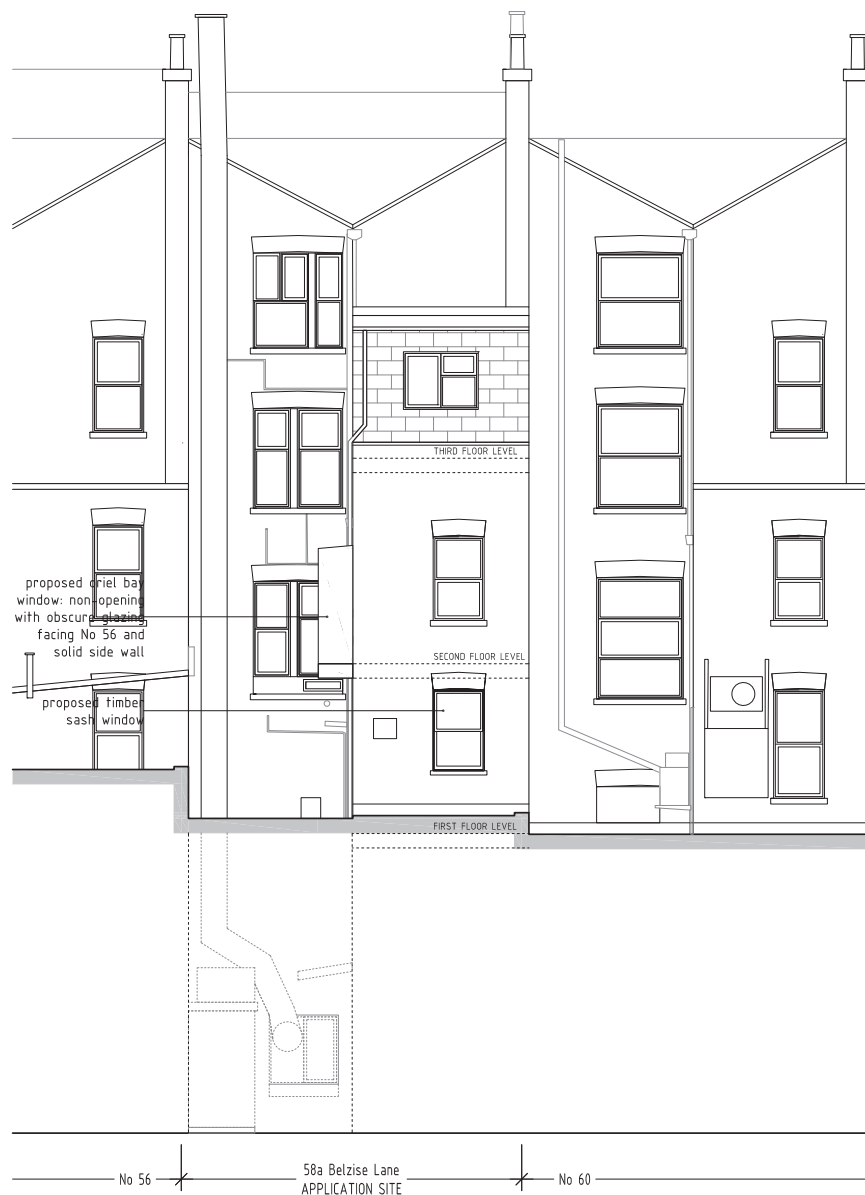 THIRD FLOOR LEVEL
proposed oriel bay
window: non-opening
with obscure glazing
facing No 56 and
solid side wall
SECOND FLOOR LEVEL
proposed timber
sash window
FIRST FLOOR LEVEL
No 56
58a Belzise Lane
APPLICATION SITE
No 60